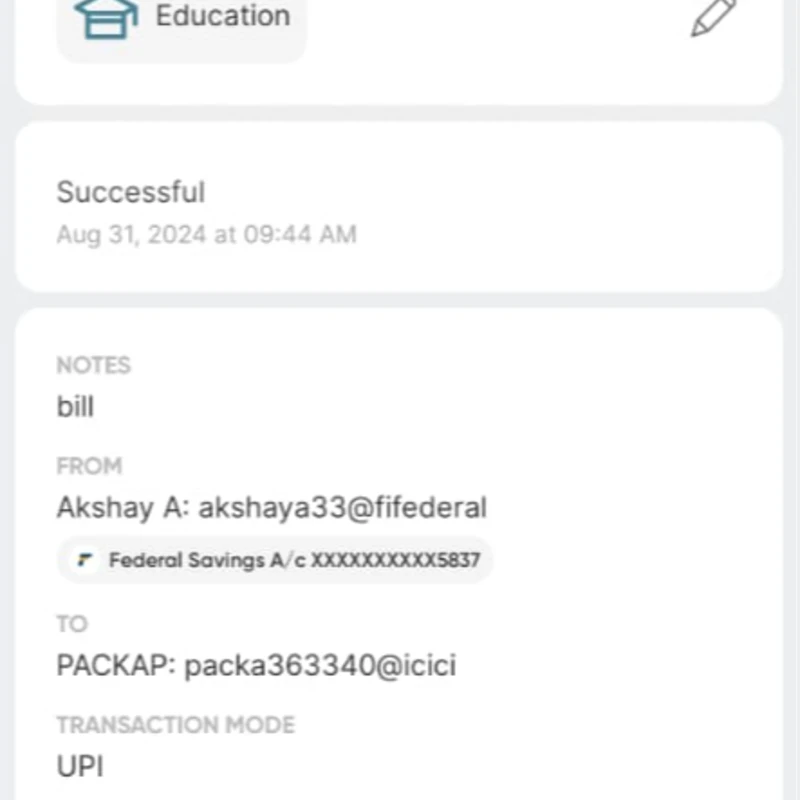 Education
Successful
Aug 31, 2024 at 09:44 AM
NOTES
bill
FROM
Akshay A: akshaya33@fifederal
Federal Savings A/c XXXXXXXXXX5837
TO
PACKAP: packa363340@icici
TRANSACTION MODE
UPI